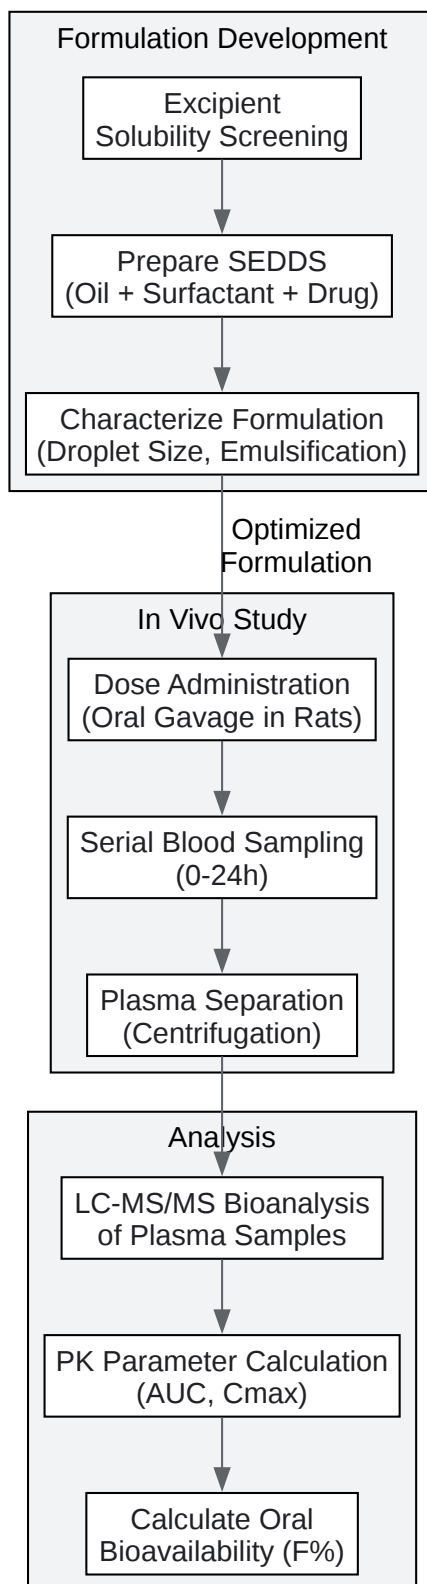 Formulation Development
Excipient
Solubility Screening
Prepare SEDDS
(Oil + Surfactant + Drug)
Characterize Formulation
(Droplet Size, Emulsification)
Optimized
Formulation
In Vivo Study
Dose Administration
(Oral Gavage in Rats)
Serial Blood Sampling
(0-24h)
Plasma Separation
(Centrifugation)
Analysis
LC-MS/MS Bioanalysis
of Plasma Samples
PK Parameter Calculation
(AUC, Cmax)
Calculate Oral
Bioavailability (F%)